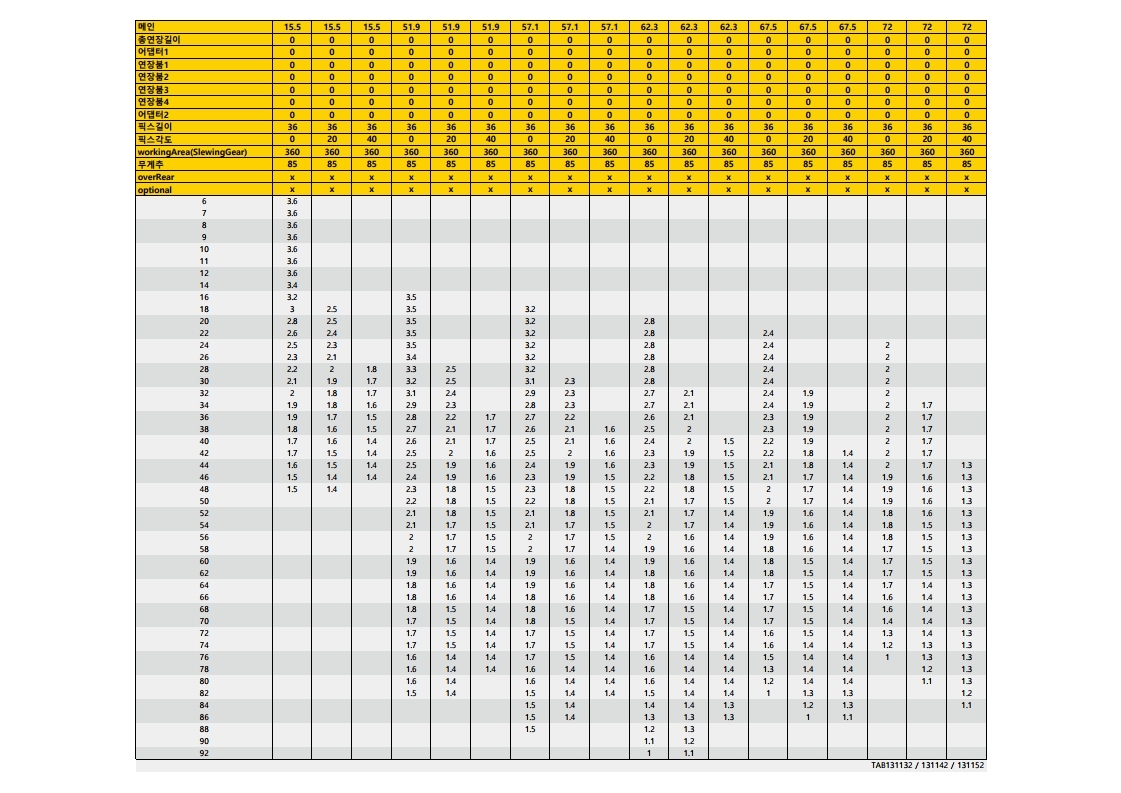 메인 15.5 15.5 15.5 51.9 51.9 51.9 57.1 57.1 57.1 62.3 62.3 62.3 67.5 67.5 67.5 72 72 72
총연장길이 0 0 0 0 0 0 0 0 0 0 0 0 0 0 0 0 0 0
어댑터1 0 0 0 0 0 0 0 0 0 0 0 0 0 0 0 0 0 0
연장붐1 0 0 0 0 0 0 0 0 0 0 0 0 0 0 0 0 0 0
연장붐2 0 0 0 0 0 0 0 0 0 0 0 0 0 0 0 0 0 0
연장붐3 0 0 0 0 0 0 0 0 0 0 0 0 0 0 0 0 0 0
연장붐4 0 0 0 0 0 0 0 0 0 0 0 0 0 0 0 0 0 0
어댑터2 0 0 0 0 0 0 0 0 0 0 0 0 0 0 0 0 0 0
픽스길이 36 36 36 36 36 36 36 36 36 36 36 36 36 36 36 36 36 36
픽스각도 0 20 40 0 20 40 0 20 40 0 20 40 0 20 40 0 20 40
workingArea(SlewingGear) 360 360 360 360 360 360 360 360 360 360 360 360 360 360 360 360 360 360
무게추 85 85 85 85 85 85 85 85 85 85 85 85 85 85 85 85 85 85
overRear x x x x x x x x x x x x x x x x x x
optional x x x x x x x x x x x x x x x x x x
6 3.6
7 3.6
8 3.6
9 3.6
10 3.6
11 3.6
12 3.6
14 3.4
16 3.2 3.5
18 3 2.5 3.5 3.2
20 2.8 2.5 3.5 3.2 2.8
22 2.6 2.4 3.5 3.2 2.8 2.4
24 2.5 2.3 3.5 3.2 2.8 2.4 2
26 2.3 2.1 3.4 3.2 2.8 2.4 2
28 2.2 2 1.8 3.3 2.5 3.2 2.8 2.4 2
30 2.1 1.9 1.7 3.2 2.5 3.1 2.3 2.8 2.4 2
32 2 1.8 1.7 3.1 2.4 2.9 2.3 2.7 2.1 2.4 1.9 2
34 1.9 1.8 1.6 2.9 2.3 2.8 2.3 2.7 2.1 2.4 1.9 2 1.7
36 1.9 1.7 1.5 2.8 2.2 1.7 2.7 2.2 2.6 2.1 2.3 1.9 2 1.7
38 1.8 1.6 1.5 2.7 2.1 1.7 2.6 2.1 1.6 2.5 2 2.3 1.9 2 1.7
40 1.7 1.6 1.4 2.6 2.1 1.7 2.5 2.1 1.6 2.4 2 1.5 2.2 1.9 2 1.7
42 1.7 1.5 1.4 2.5 2 1.6 2.5 2 1.6 2.3 1.9 1.5 2.2 1.8 1.4 2 1.7
44 1.6 1.5 1.4 2.5 1.9 1.6 2.4 1.9 1.6 2.3 1.9 1.5 2.1 1.8 1.4 2 1.7 1.3
46 1.5 1.4 1.4 2.4 1.9 1.6 2.3 1.9 1.5 2.2 1.8 1.5 2.1 1.7 1.4 1.9 1.6 1.3
48 1.5 1.4 2.3 1.8 1.5 2.3 1.8 1.5 2.2 1.8 1.5 2 1.7 1.4 1.9 1.6 1.3
50 2.2 1.8 1.5 2.2 1.8 1.5 2.1 1.7 1.5 2 1.7 1.4 1.9 1.6 1.3
52 2.1 1.8 1.5 2.1 1.8 1.5 2.1 1.7 1.4 1.9 1.6 1.4 1.8 1.6 1.3
54 2.1 1.7 1.5 2.1 1.7 1.5 2 1.7 1.4 1.9 1.6 1.4 1.8 1.5 1.3
56 2 1.7 1.5 2 1.7 1.5 2 1.6 1.4 1.9 1.6 1.4 1.8 1.5 1.3
58 2 1.7 1.5 2 1.7 1.4 1.9 1.6 1.4 1.8 1.6 1.4 1.7 1.5 1.3
60 1.9 1.6 1.4 1.9 1.6 1.4 1.9 1.6 1.4 1.8 1.5 1.4 1.7 1.5 1.3
62 1.9 1.6 1.4 1.9 1.6 1.4 1.8 1.6 1.4 1.8 1.5 1.4 1.7 1.5 1.3
64 1.8 1.6 1.4 1.9 1.6 1.4 1.8 1.6 1.4 1.7 1.5 1.4 1.7 1.4 1.3
66 1.8 1.6 1.4 1.8 1.6 1.4 1.8 1.5 1.4 1.7 1.5 1.4 1.6 1.4 1.3
68 1.8 1.5 1.4 1.8 1.6 1.4 1.7 1.5 1.4 1.7 1.5 1.4 1.6 1.4 1.3
70 1.7 1.5 1.4 1.8 1.5 1.4 1.7 1.5 1.4 1.7 1.5 1.4 1.4 1.4 1.3
72 1.7 1.5 1.4 1.7 1.5 1.4 1.7 1.5 1.4 1.6 1.5 1.4 1.3 1.4 1.3
74 1.7 1.5 1.4 1.7 1.5 1.4 1.7 1.5 1.4 1.6 1.4 1.4 1.2 1.3 1.3
76 1.6 1.4 1.4 1.7 1.5 1.4 1.6 1.4 1.4 1.5 1.4 1.4 1 1.3 1.3
78 1.6 1.4 1.4 1.6 1.4 1.4 1.6 1.4 1.4 1.3 1.4 1.4 1.2 1.3
80 1.6 1.4 1.6 1.4 1.4 1.6 1.4 1.4 1.2 1.4 1.4 1.1 1.3
82 1.5 1.4 1.5 1.4 1.4 1.5 1.4 1.4 1 1.3 1.3 1.2
84 1.5 1.4 1.4 1.4 1.3 1.2 1.3 1.1
86 1.5 1.4 1.3 1.3 1.3 1 1.1
88 1.5 1.2 1.3
90 1.1 1.2
92 1 1.1
TAB131132 / 131142 / 131152